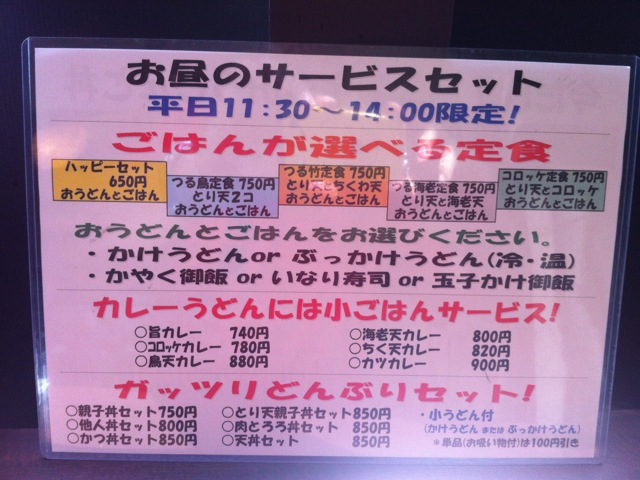 お昼のサービスセット
平日11:30〜14:00限定!
ごはんが選べる定食
ハッピーセット
650円
おうどんとごはん
つる鳥定食 750円
とり天2コ
おうどんとごはん
つる竹定食 750円
とり天とちくわ天
おうどんとごはん
つる海老定食 750円
とり天と海老天
おうどんとごはん
コロッケ定食 750円
とり天とコロッケ
おうどんとごはん
おうどんとごはんをお選びください。
・かけうどんor ぶっかけうどん(冷・温)
・かやく御飯 or いなり寿司 or 玉子かけ御飯
カレーうどんには小ごはんサービス!
○旨カレー 740円
○コロッケカレー 780円
○鳥天カレー 880円
○海老天カレー 800円
○ちく天カレー 820円
○カツカレー 900円
ガッツリどんぶりセット!
○親子丼セット750円
○他人丼セット800円
○かつ丼セット850円
○とり天親子丼セット850円
○肉とろろ丼セット 850円
○天丼セット 850円
・小うどん付
(かけうどん または ぶっかけうどん)
*単品(お吸い物付)は100円引き